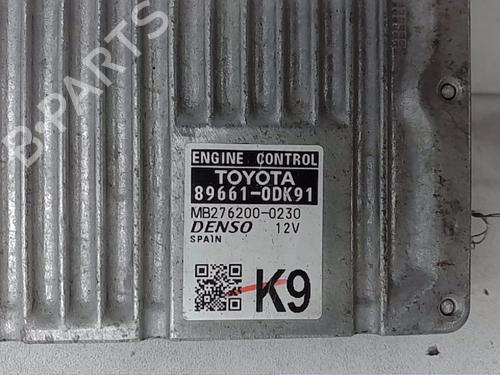 B-PARTS
ENGINE CONTROL
TOYOTA
89661-0DK91
MB276200-0230
DENSO 12V
SPAIN
K9